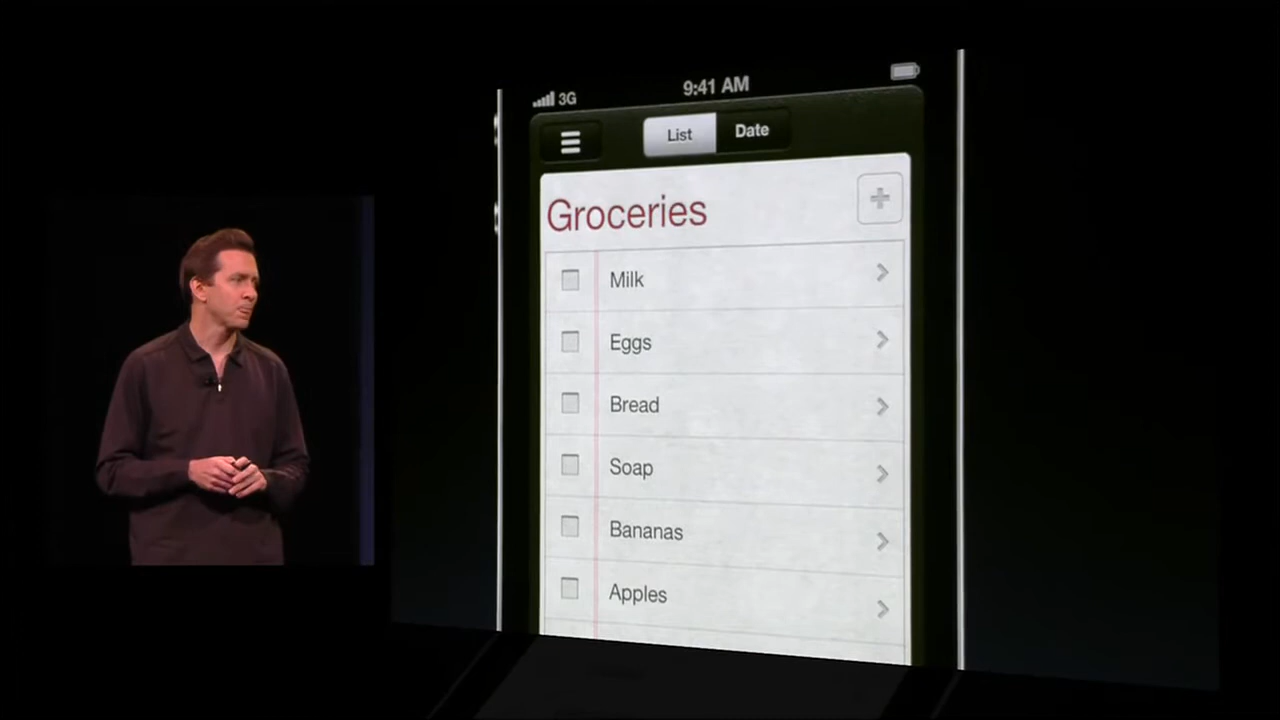 3G 9:41 AM
List Date
Groceries
Milk
Eggs
Bread
Soap
Bananas
Apples